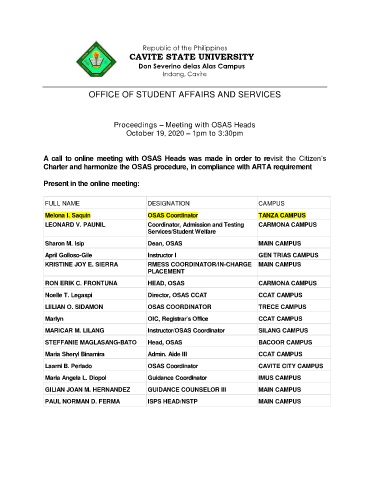 Republic of the Philippines
CAVITE STATE UNIVERSITY
Don Severino delas Alas Campus
Indang, Cavite
OFFICE OF STUDENT AFFAIRS AND SERVICES
Proceedings – Meeting with OSAS Heads
October 19, 2020 – 1pm to 3:30pm
A call to online meeting with OSAS Heads was made in order to revisit the Citizen's
Charter and harmonize the OSAS procedure, in compliance with ARTA requirement
Present in the online meeting:
FULL NAME DESIGNATION CAMPUS
Melona I. Saquin OSAS Coordinator TANZA CAMPUS
LEONARD V. PAUNIL Coordinator, Admission and Testing CARMONA CAMPUS
Services/Student Welfare
Sharon M. Isip Dean, OSAS MAIN CAMPUS
April Golloso-Gile Instructor I GEN TRIAS CAMPUS
KRISTINE JOY E. SIERRA RMESS COORDINATOR/IN-CHARGE MAIN CAMPUS
PLACEMENT
RON ERIK C. FRONTUNA HEAD, OSAS CARMONA CAMPUS
Noelle T. Legaspi Director, OSAS CCAT CCAT CAMPUS
LIILIAN O. SIDAMON OSAS COORDINATOR TRECE CAMPUS
Marlyn OIC, Registrar's Office CCAT CAMPUS
MARICAR M. LILANG Instructor/OSAS Coordinator SILANG CAMPUS
STEFFANIE MAGLASANG-BATO Head, OSAS BACOOR CAMPUS
Maria Sheryl Binamira Admin. Aide III CCAT CAMPUS
Laarni B. Perlado OSAS Coordinator CAVITE CITY CAMPUS
Maria Angela L. Diopol Guidance Coordinator IMUS CAMPUS
GILIAN JOAN M. HERNANDEZ GUIDANCE COUNSELOR III MAIN CAMPUS
PAUL NORMAN D. FERMA ISPS HEAD/NSTP MAIN CAMPUS